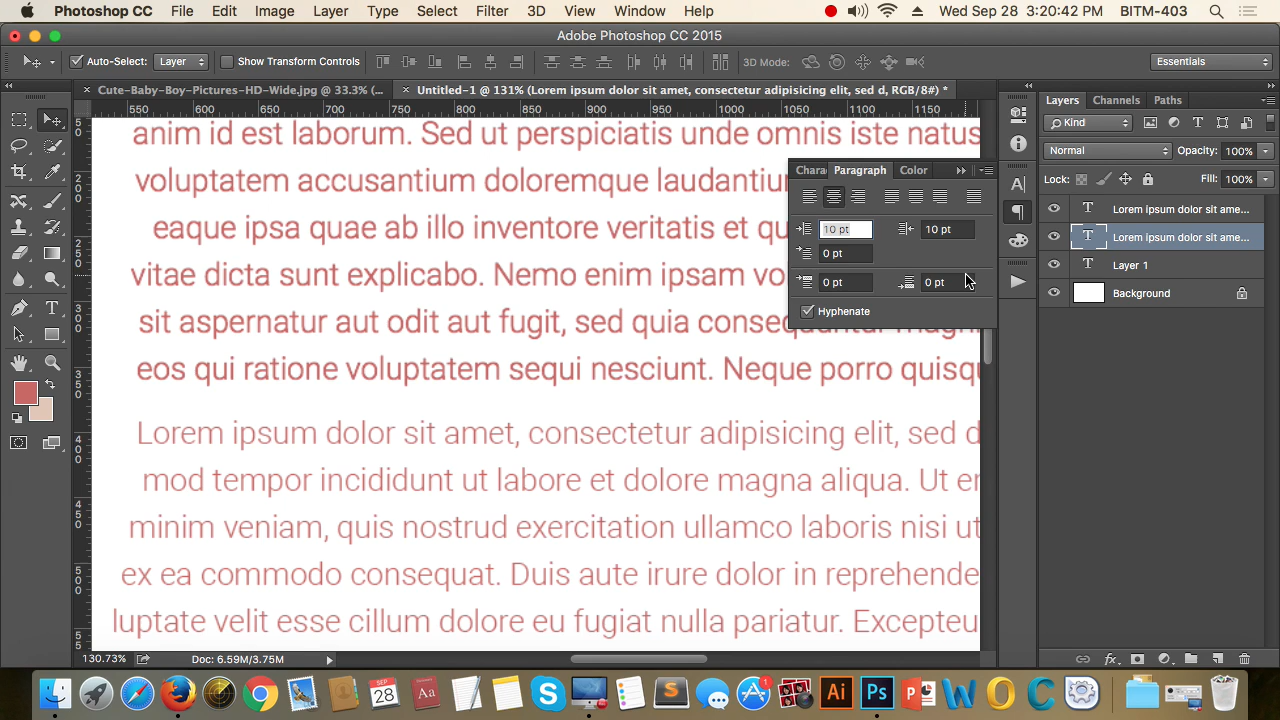 Photoshop CC File Edit Image Layer Type Select Filter 3D View Window Help Wed Sep 28 3:20:42 PM BITM-403
Adobe Photoshop CC 2015
Auto-Select: Layer Show Transform Controls 3D Mode: Essentials
Cute-Baby-Boy-Pictures-HD-Wide.jpg @ 33.3% (... Untitled-1 @ 131% (Lorem ipsum dolor sit amet, consectetur adipisicing elit, sed d, RGB/8#) *
550 600 650 700 750 800 850 900 950 1000 1050 1100 1150
anim id est laborum. Sed ut perspiciatis unde omnis iste natus
voluptatem accusantium doloremque laudantium
eaque ipsa quae ab illo inventore veritatis et qu
vitae dicta sunt explicabo. Nemo enim ipsam vo
sit aspernatur aut odit aut fugit, sed quia
eos qui ratione voluptatem sequi nesciunt. Neque porro quisqu
Lorem ipsum dolor sit amet, consectetur adipisicing elit, sed d
mod tempor incididunt ut labore et dolore magna aliqua. Ut en
minim veniam, quis nostrud exercitation ullamco laboris nisi ut
ex ea commodo consequat. Duis aute irure dolor in reprehende
luptate velit esse cillum dolore eu fugiat nulla pariatur. Excepteu
Charac Paragraph Color
10 pt 10 pt
0 pt
0 pt 0 pt
Hyphenate
Layers Channels Paths
Kind
Normal Opacity: 100%
Lock: Fill: 100%
T Lorem ipsum dolor sit ame...
T Lorem ipsum dolor sit ame...
T Layer 1
Background
130.73% Doc: 6.59M/3.75M
SEP
28
Aa
S
1
Ai
Ps